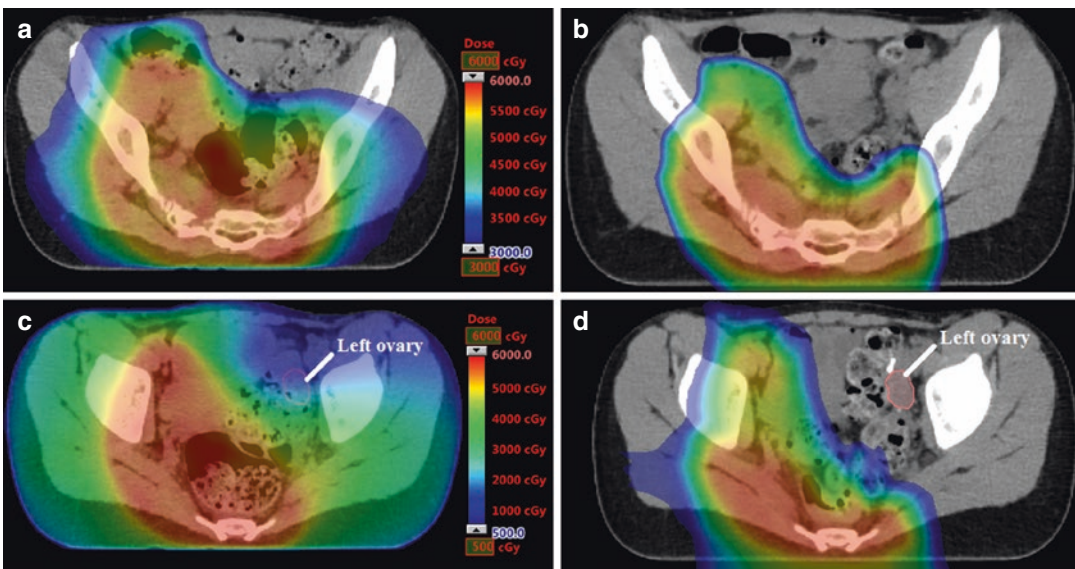 a
Dose
6000 cGy
6000.0
5500 cGy
5000 cGy
4500 cGy
4000 cGy
3500 cGy
3000.0
3000 cGy
b
c
Left ovary
Dose
6000 cGy
6000.0
5000 cGy
4000 cGy
3000 cGy
2000 cGy
1000 cGy
500.0
500 cGy
d
Left ovary